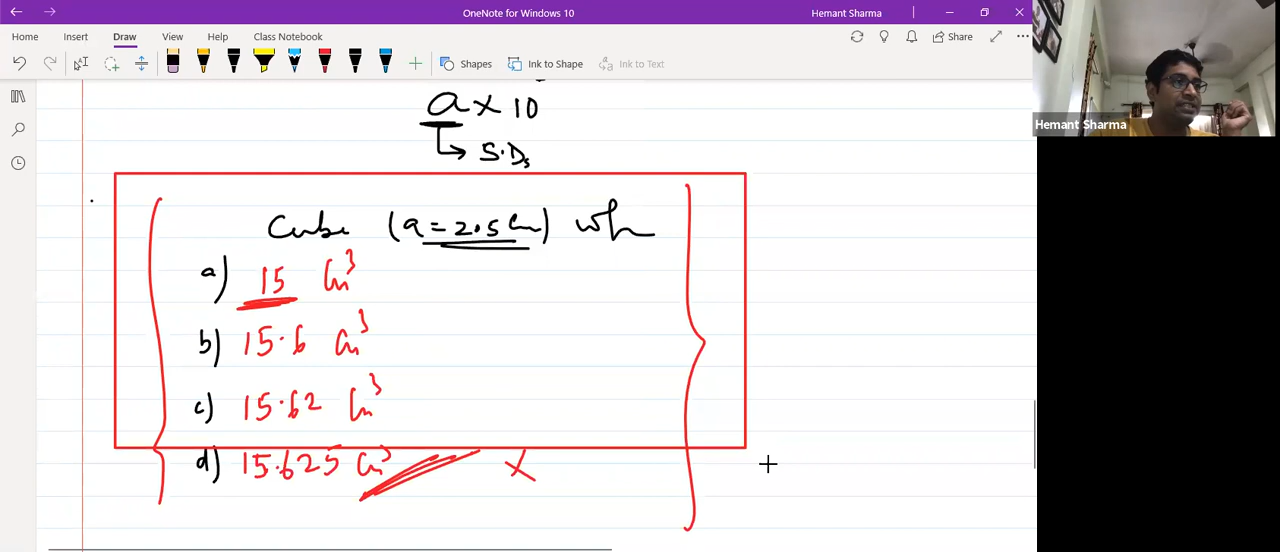 OneNote for Windows 10
Hemant Sharma
Home Insert Draw View Help Class Notebook
Share
Shapes Ink to Shape Ink to Text
Hemant Sharma
a × 10
S.Ds
Cube (a = 2.5 cm) wh
a) 15 cm³
b) 15.6 cm³
c) 15.62 cm³
d) 15.625 cm³ ×